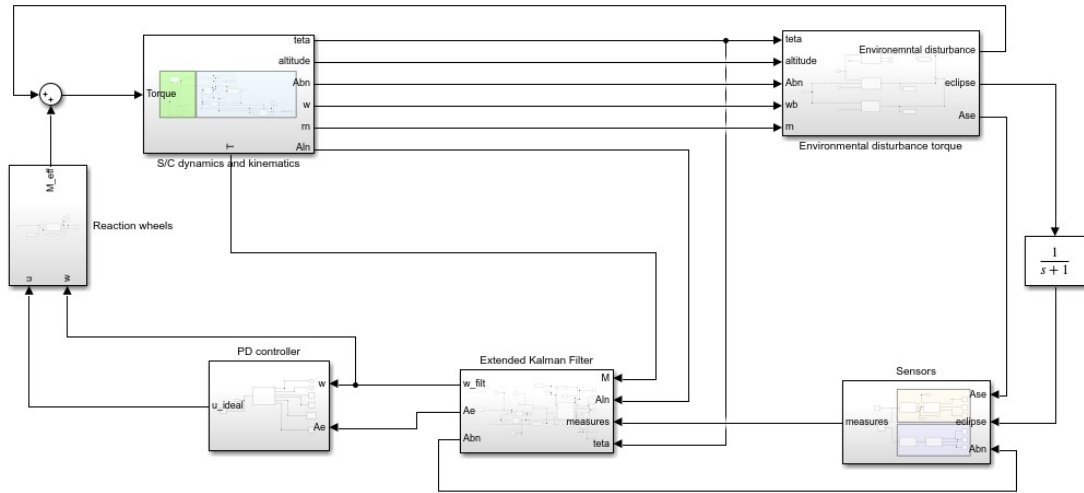 teta
altitude
Abn
w
rn
Aln
Torque
T
S/C dynamics and kinematics
teta
altitude
Abn
wb
rn
Environemntal disturbance
eclipse
Ase
Environmental disturbance torque
+
+
M_eff
u
w
Reaction wheels
1
s + 1
PD controller
w
u_ideal
Ae
Extended Kalman Filter
w_filt
Ae
Abn
M
Aln
measures
teta
Sensors
measures
Ase
eclipse
Abn